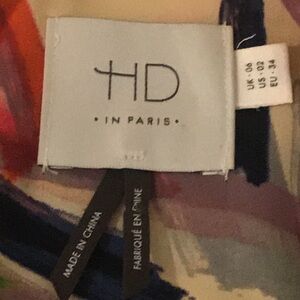 HD
• IN PARIS •
UK - 06
US - 02
EU - 34
MADE IN CHINA
FABRIQUÉ EN CHINE